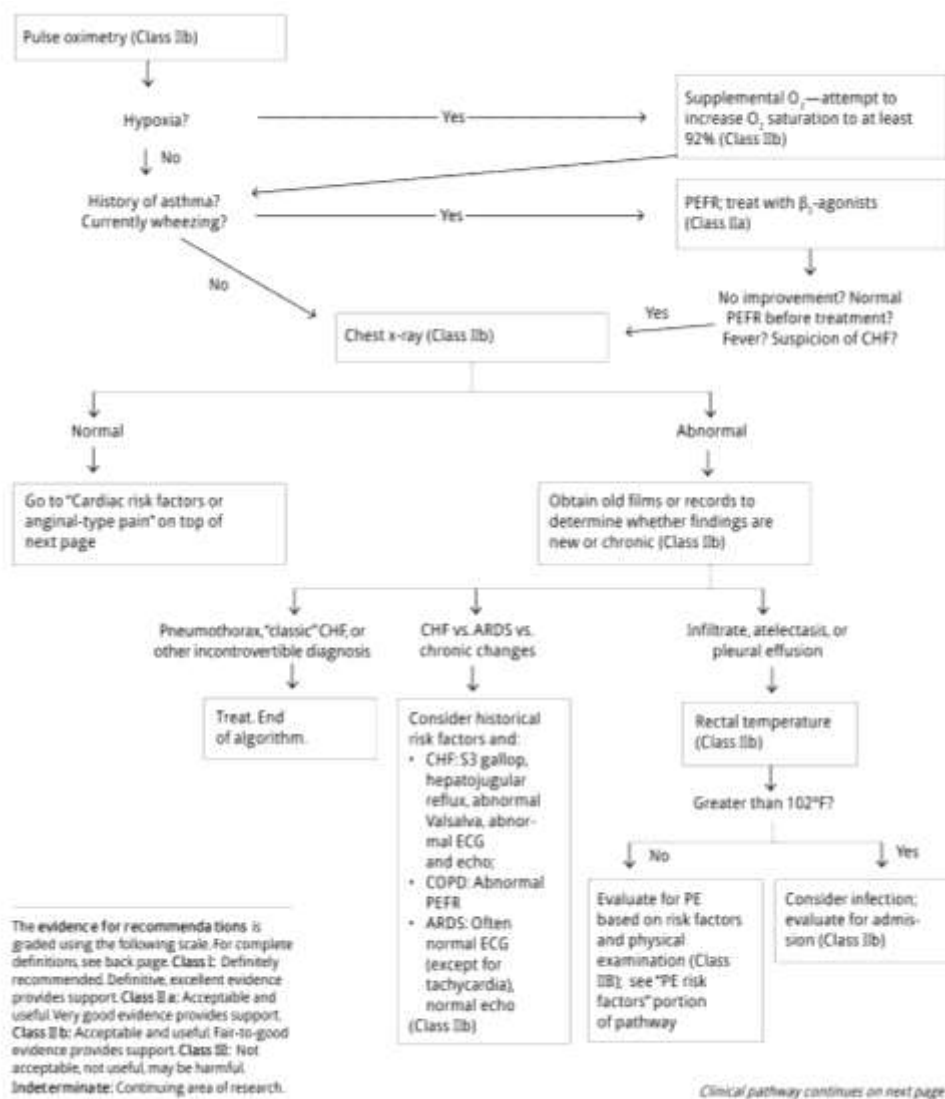 Pulse oximetry (Class IIb)
Hypoxia?
Yes
Supplemental O₂—attempt to
increase O₂ saturation to at least
92% (Class IIb)
No
History of asthma?
Currently wheezing?
Yes
PEFR; treat with β₂-agonists
(Class IIa)
No
No improvement? Normal
PEFR before treatment?
Fever? Suspicion of CHF?
Yes
Chest x-ray (Class IIb)
Normal
Abnormal
Go to "Cardiac risk factors or
anginal-type pain" on top of
next page
Obtain old films or records to
determine whether findings are
new or chronic (Class IIb)
Pneumothorax, "classic" CHF, or
other incontrovertible diagnosis
CHF vs. ARDS vs.
chronic changes
Infiltrate, atelectasis, or
pleural effusion
Treat. End
of algorithm.
Consider historical
risk factors and:
• CHF: S3 gallop,
hepatojugular
reflux, abnormal
Valsalva, abnor-
mal ECG
and echo;
• COPD: Abnormal
PEFR
• ARDS: Often
normal ECG
(except for
tachycardia),
normal echo
(Class IIb)
Rectal temperature
(Class IIb)
Greater than 102°F?
No
Yes
Evaluate for PE
based on risk factors
and physical
examination (Class
IIB); see "PE risk
factors" portion
of pathway
Consider infection;
evaluate for admis-
sion (Class IIb)
The evidence for recommendations is
graded using the following scale. For complete
definitions, see back page. Class I: Definitely
recommended. Definitive, excellent evidence
provides support. Class II a: Acceptable and
useful. Very good evidence provides support.
Class II b: Acceptable and useful. Fair-to-good
evidence provides support. Class III: Not
acceptable, not useful, may be harmful.
Indeterminate: Continuing area of research.
Clinical pathway continues on next page